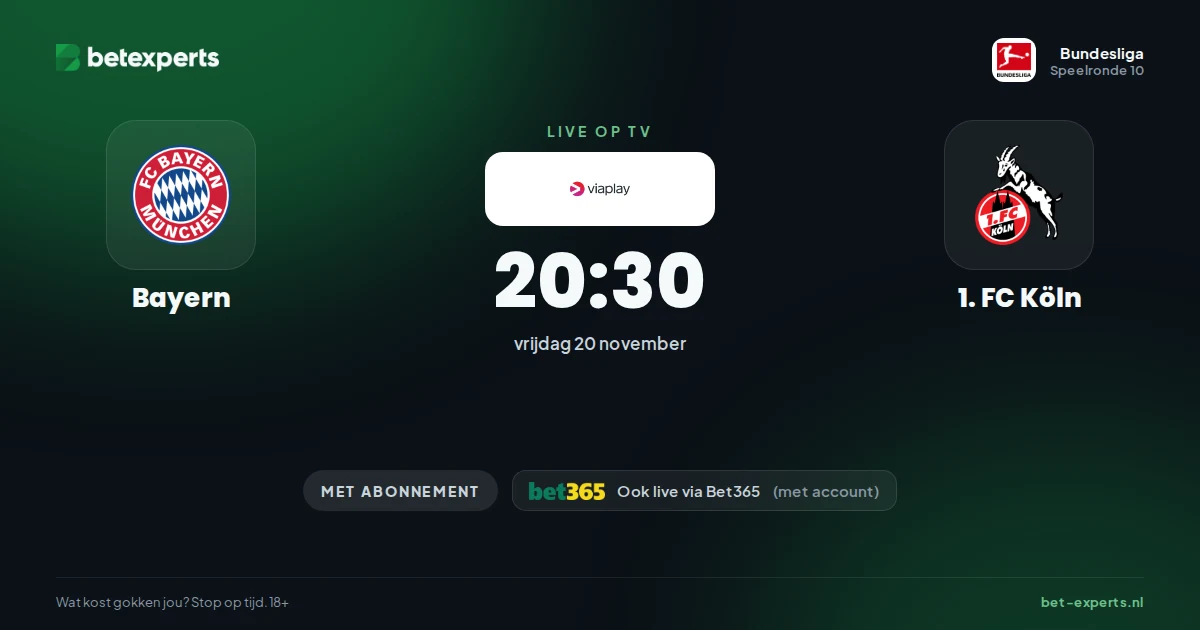 betexperts
BUNDESLIGA
Bundesliga
Speelronde 10
LIVE OP TV
viaplay
FC BAYERN
MÜNCHEN
1.FC
KÖLN
20:30
Bayern
1. FC Köln
vrijdag 20 november
MET ABONNEMENT
bet365 Ook live via Bet365 (met account)
Wat kost gokken jou? Stop op tijd. 18+
bet-experts.nl